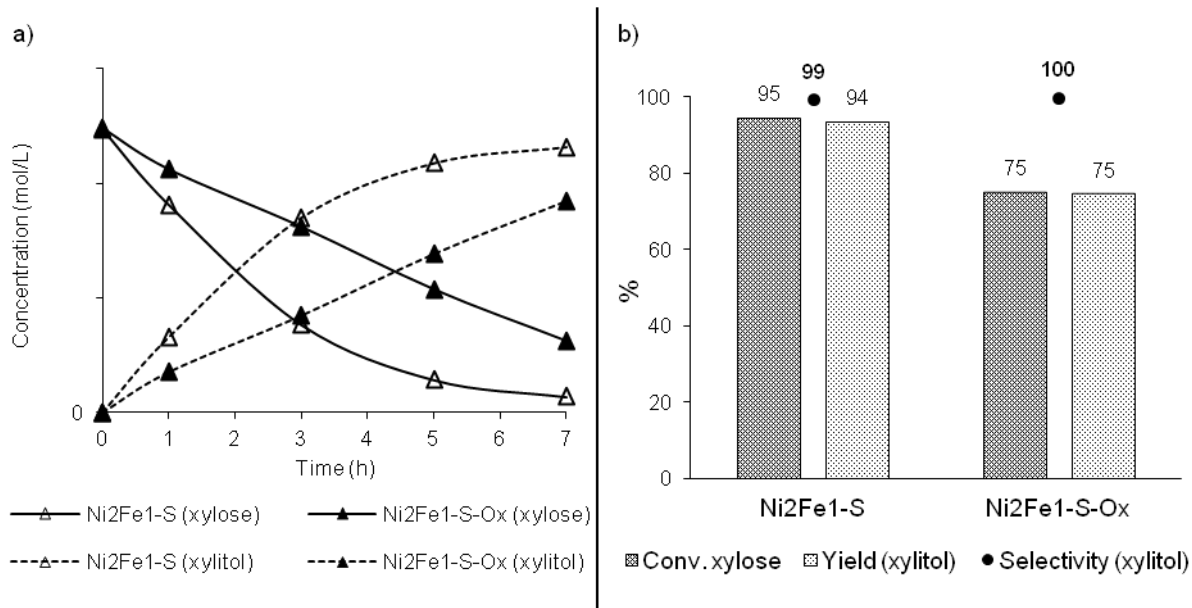 a)
Concentration (mol/L)
0
0 1 2 3 4 5 6 7
Time (h)
Ni2Fe1-S (xylose)
Ni2Fe1-S-Ox (xylose)
Ni2Fe1-S (xylitol)
Ni2Fe1-S-Ox (xylitol)
b)
%
100
80
60
40
20
0
99
95 94
100
75 75
Ni2Fe1-S Ni2Fe1-S-Ox
Conv. xylose Yield (xylitol) Selectivity (xylitol)